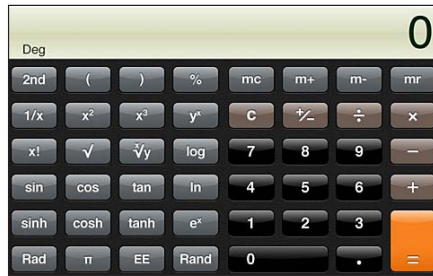 0
Deg
2nd ( ) % mc m+ m- mr
1/x x² x³ yˣ C ⁺∕₋ ÷ ×
x! √ ˣ√y log 7 8 9 −
sin cos tan ln 4 5 6 +
sinh cosh tanh eˣ 1 2 3
Rad π EE Rand 0 . =